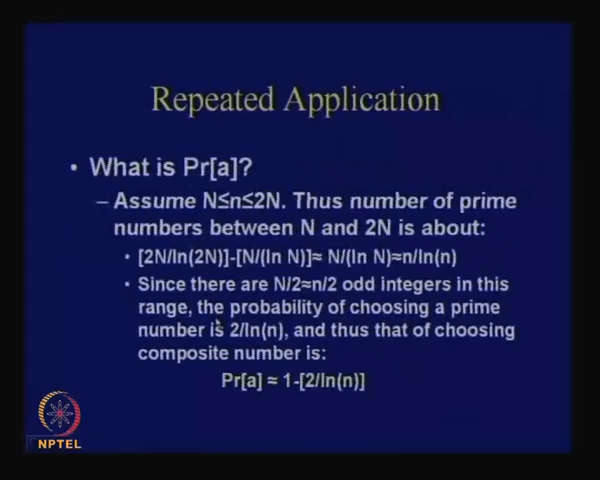 Repeated Application
• What is Pr[a]?
– Assume N≤n≤2N. Thus number of prime
numbers between N and 2N is about:
• [2N/ln(2N)]-[N/(ln N)]≈ N/(ln N)≈n/ln(n)
• Since there are N/2≈n/2 odd integers in this
range, the probability of choosing a prime
number is 2/ln(n), and thus that of choosing
composite number is:
Pr[a] ≈ 1-[2/ln(n)]
NPTEL